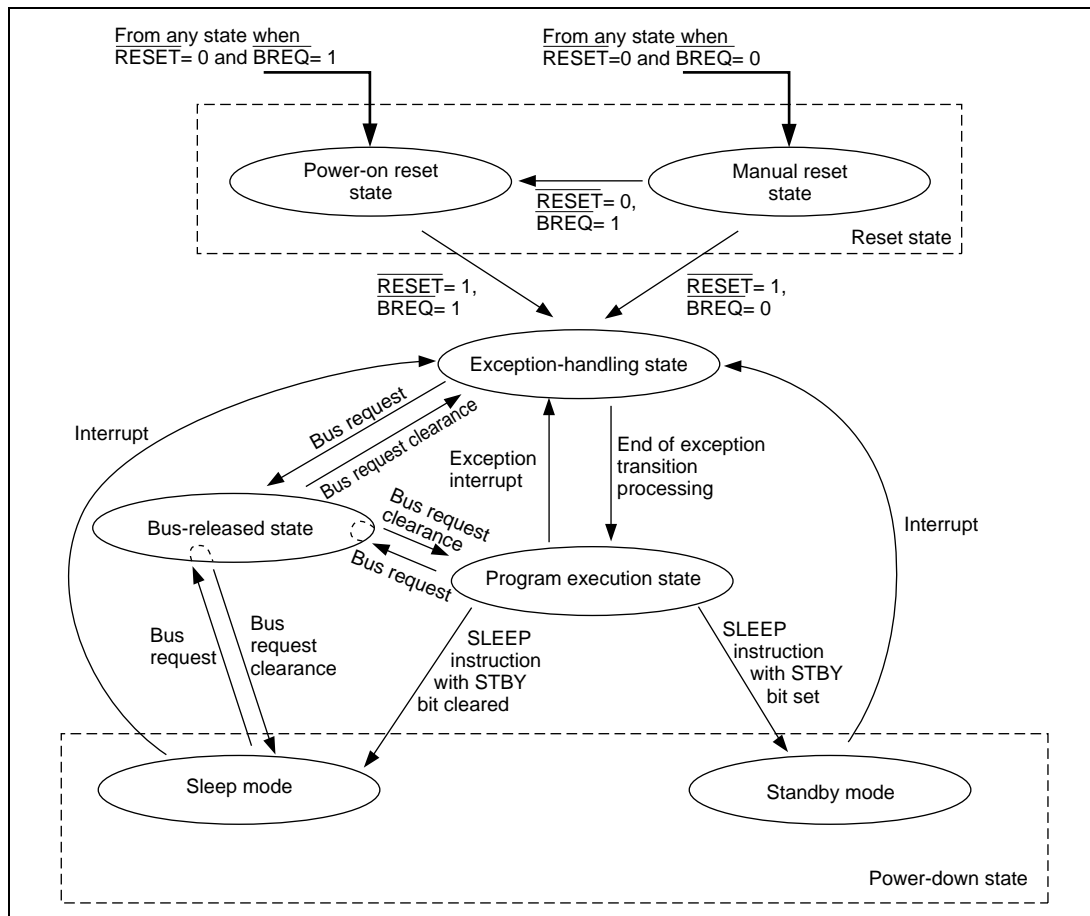 From any state when
RESET= 0 and BREQ= 1
From any state when
RESET=0 and BREQ= 0
Power-on reset
state
Manual reset
state
RESET= 0,
BREQ= 1
Reset state
RESET= 1,
BREQ= 1
RESET= 1,
BREQ= 0
Exception-handling state
Bus request
Bus request clearance
Interrupt
Exception
interrupt
End of exception
transition
processing
Interrupt
Bus-released state
Bus request
clearance
Bus request
Program execution state
Bus
request
Bus
request
clearance
SLEEP
instruction
with STBY
bit cleared
SLEEP
instruction
with STBY
bit set
Sleep mode
Standby mode
Power-down state